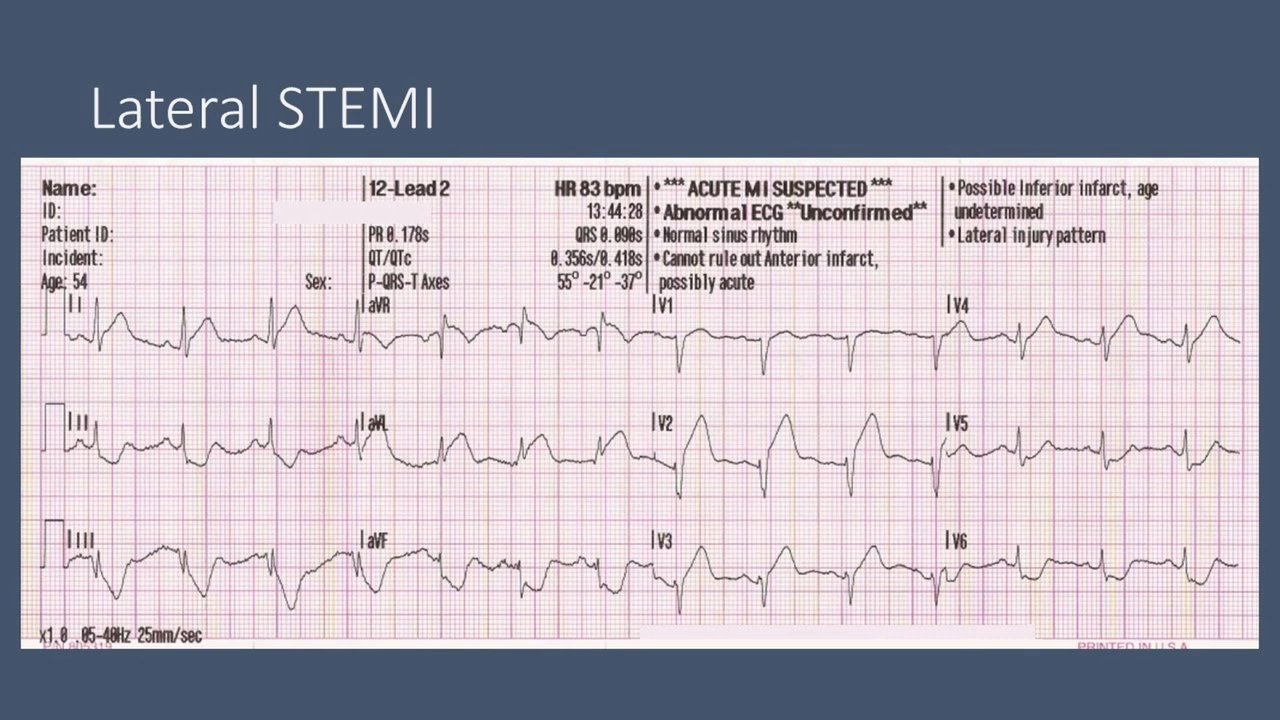 Lateral STEMI
Name:
ID:
Patient ID:
Incident:
Age: 54
Sex:
12-Lead 2
HR 83 bpm
13:44:28
PR 0.178s
QRS 0.090s
QT/QTc
0.356s/0.418s
P-QRS-T Axes
55° -21° -37°
• *** ACUTE MI SUSPECTED ***
• Abnormal ECG **Unconfirmed**
• Normal sinus rhythm
• Cannot rule out Anterior infarct,
possibly acute
• Possible Inferior infarct, age
undetermined
• Lateral injury pattern
I
aVR
V1
V4
II
aVL
V2
V5
III
aVF
V3
V6
x1.0 .05-40Hz 25mm/sec
P/N 805319
PRINTED IN U.S.A.